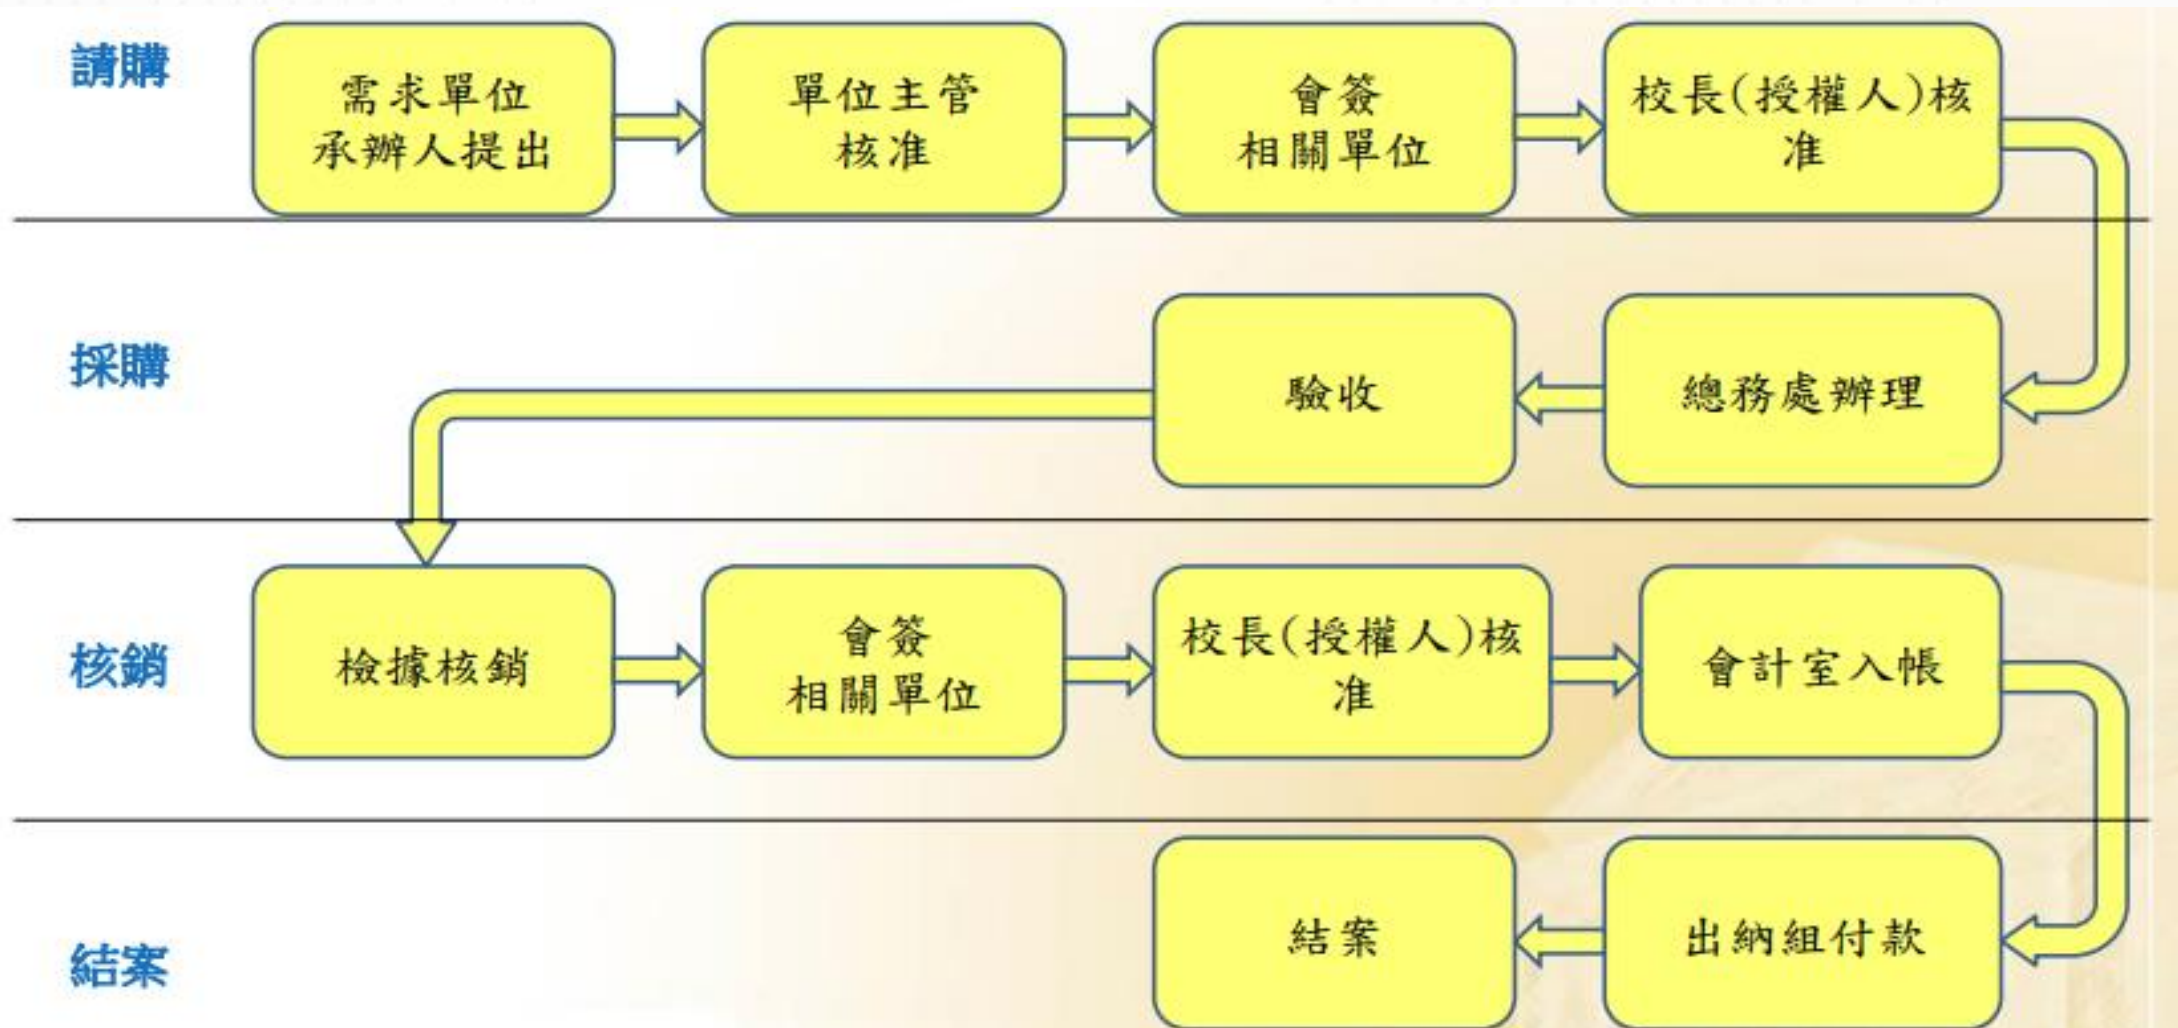 請購
需求單位
承辦人提出
單位主管
核准
會簽
相關單位
校長(授權人)核
准
採購
驗收
總務處辦理
核銷
檢據核銷
會簽
相關單位
校長(授權人)核
准
會計室入帳
結案
結案
出納組付款